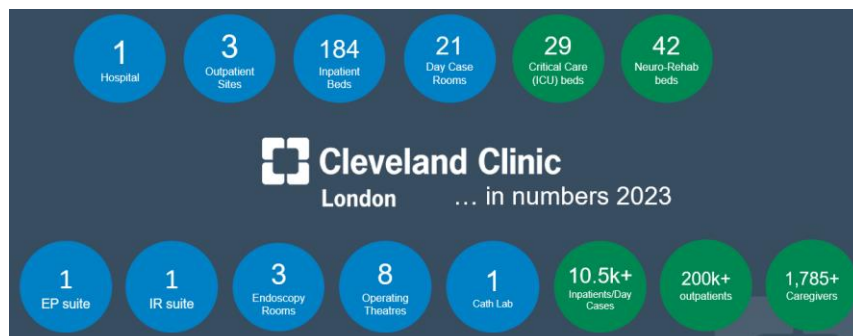 1
Hospital
3
Outpatient
Sites
184
Inpatient
Beds
21
Day Case
Rooms
29
Critical Care
(ICU) beds
42
Neuro-Rehab
beds
Cleveland Clinic
London
... in numbers 2023
1
EP suite
1
IR suite
3
Endoscopy
Rooms
8
Operating
Theatres
1
Cath Lab
10.5k+
Inpatients/Day
Cases
200k+
outpatients
1,785+
Caregivers